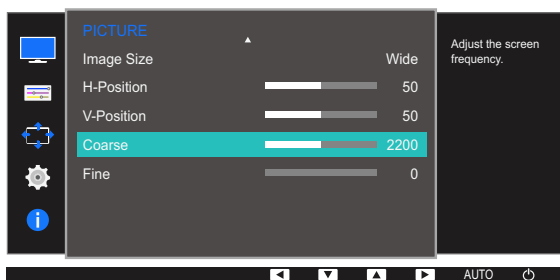 PICTURE
Image Size Wide
H-Position 50
V-Position 50
Coarse 2200
Fine 0
Adjust the screen
frequency.
AUTO